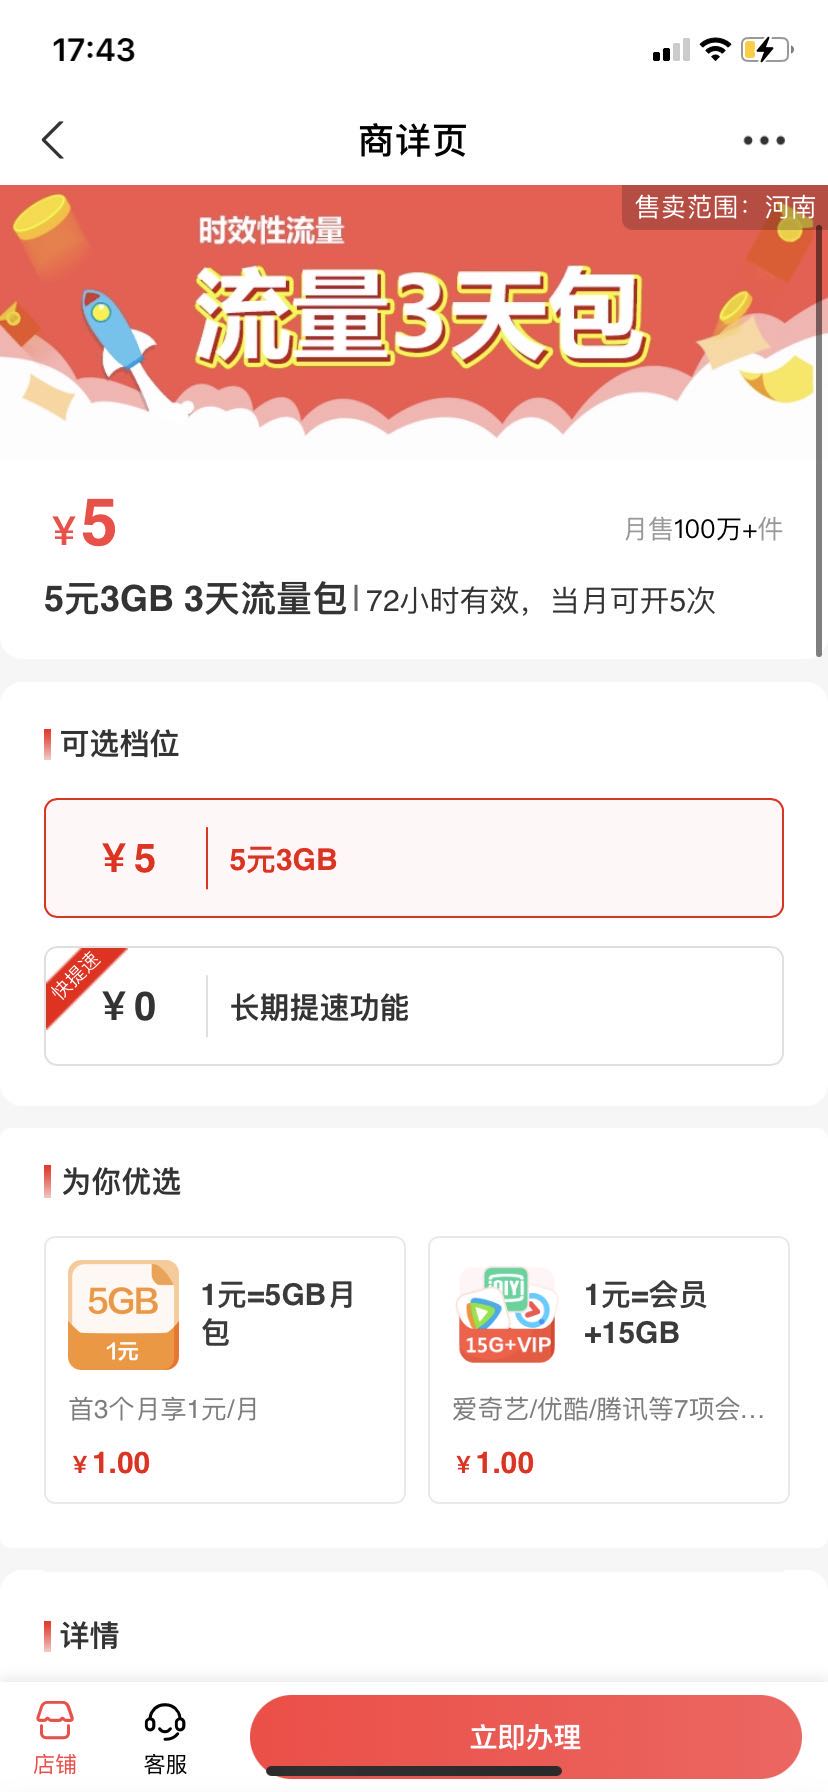 17:43
商详页
售卖范围：河南
时效性流量
流量3天包
¥5
月售100万+件
5元3GB 3天流量包|72小时有效，当月可开5次
可选档位
¥5 5元3GB
快提速
¥0 长期提速功能
为你优选
5GB
1元
1元=5GB月
包
首3个月享1元/月
¥1.00
iQIYI
15G+VIP
1元=会员
+15GB
爱奇艺/优酷/腾讯等7项会...
¥1.00
详情
店铺
客服
立即办理